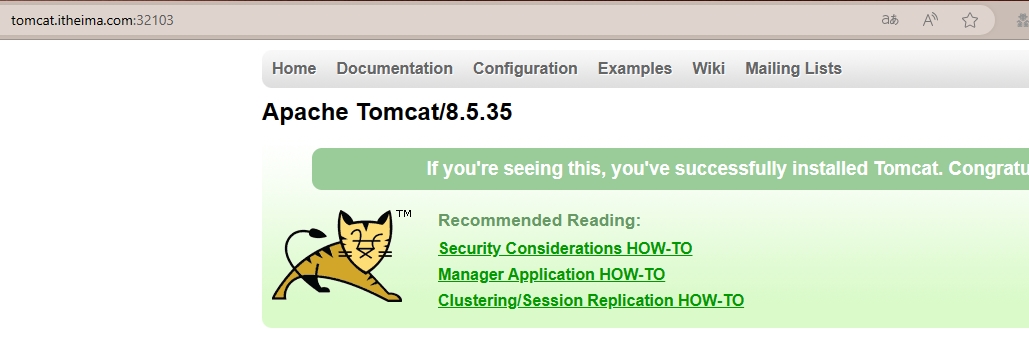 tomcat.itheima.com:32103
Home Documentation Configuration Examples Wiki Mailing Lists
Apache Tomcat/8.5.35
If you're seeing this, you've successfully installed Tomcat. Congratu
TM
Recommended Reading:
Security Considerations HOW-TO
Manager Application HOW-TO
Clustering/Session Replication HOW-TO